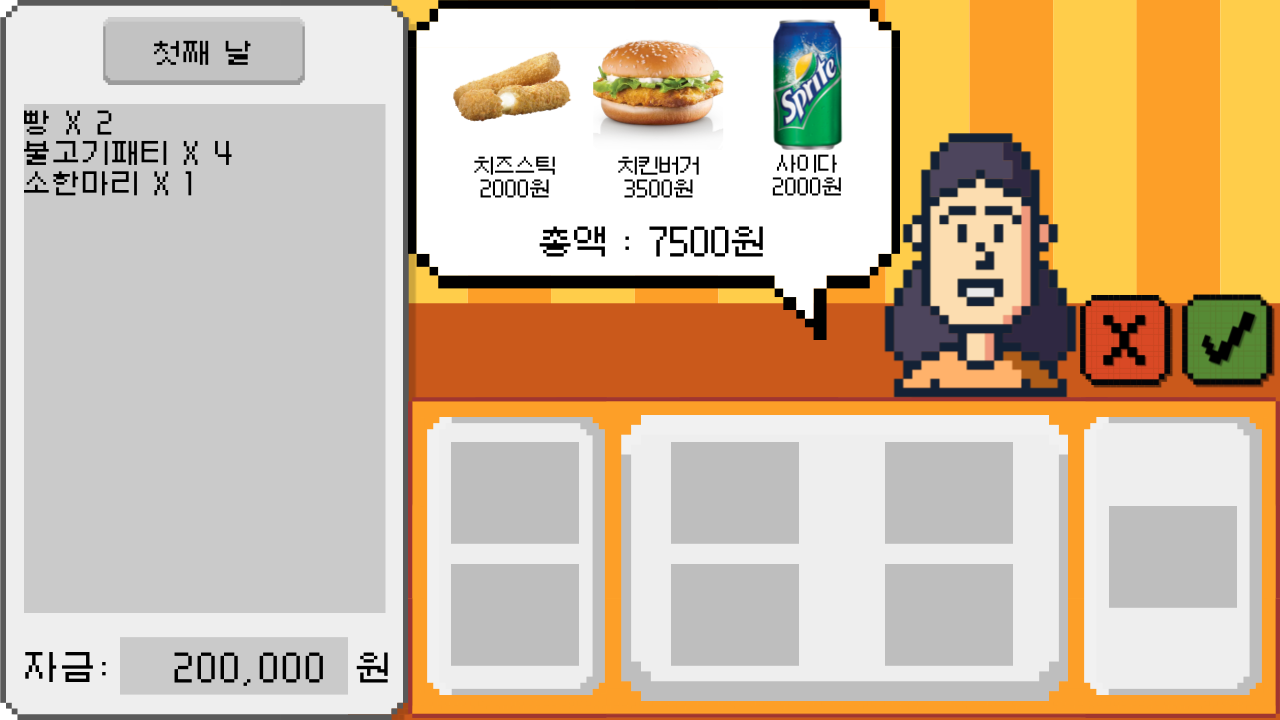 첫째 날
빵 X 2
불고기패티 X 4
소한마리 X 1
자금: 200,000 원
Sprite
치즈스틱
2000원
치킨버거
3500원
사이다
2000원
총액 : 7500원